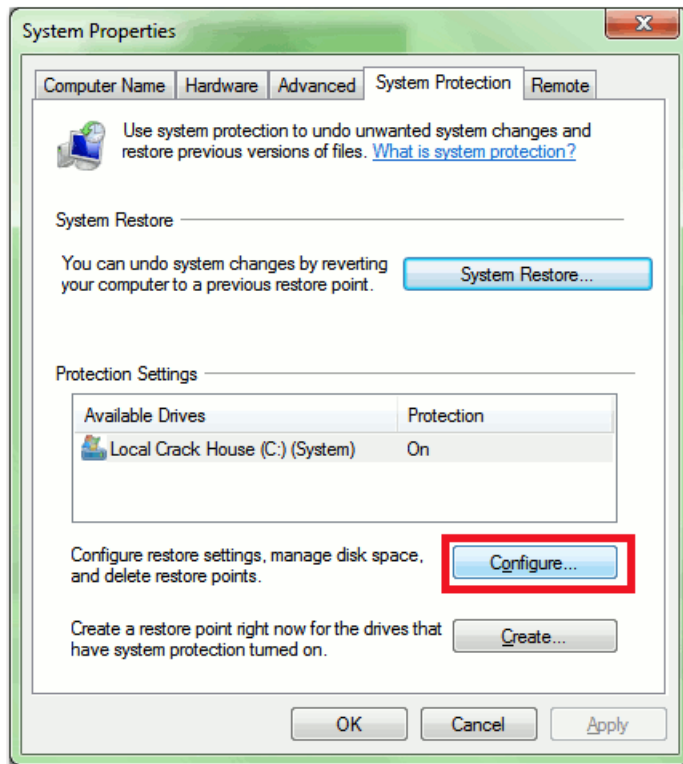 System Properties
Computer Name Hardware Advanced System Protection Remote
Use system protection to undo unwanted system changes and
restore previous versions of files. What is system protection?
System Restore
You can undo system changes by reverting
your computer to a previous restore point.
System Restore...
Protection Settings
Available Drives Protection
Local Crack House (C:) (System) On
Configure restore settings, manage disk space,
and delete restore points.
Configure...
Create a restore point right now for the drives that
have system protection turned on.
Create...
OK Cancel Apply